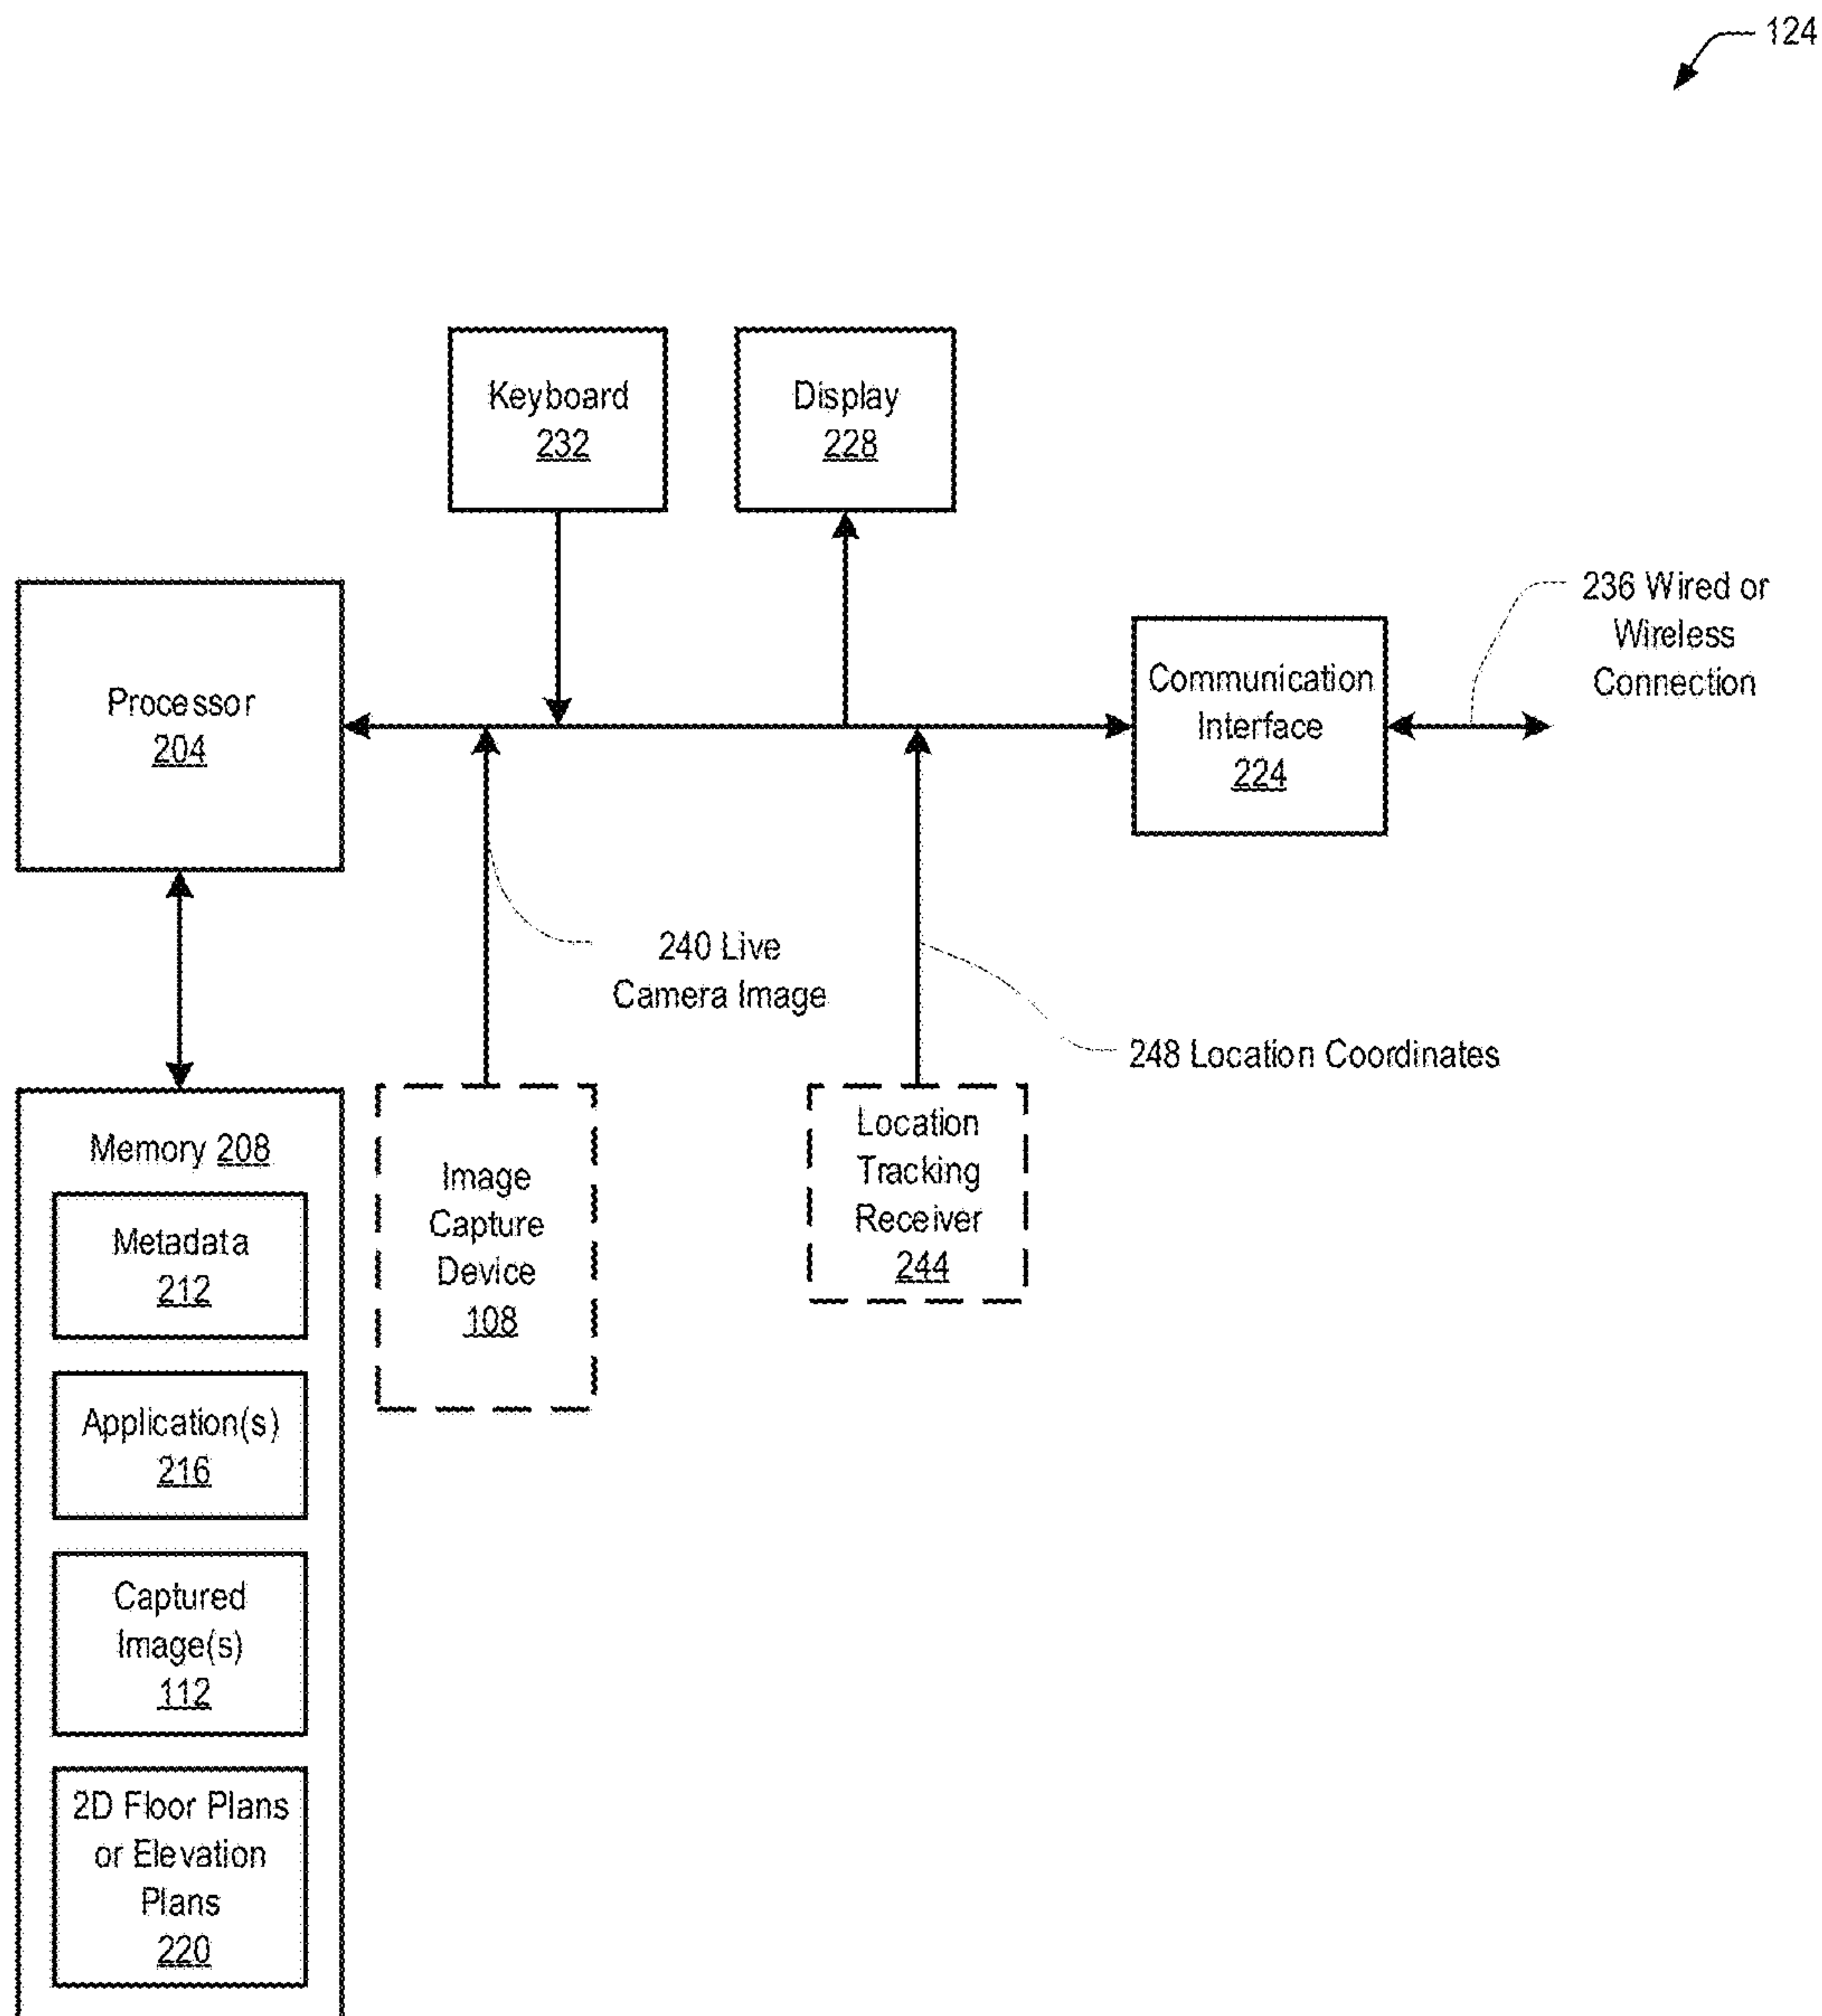 124
Keyboard
232
Display
228
Processor
204
Communication
Interface
224
236 Wired or
Wireless
Connection
240 Live
Camera Image
248 Location Coordinates
Memory 208
Metadata
212
Application(s)
216
Captured
Image(s)
112
2D Floor Plans
or Elevation
Plans
220
Image
Capture
Device
108
Location
Tracking
Receiver
244